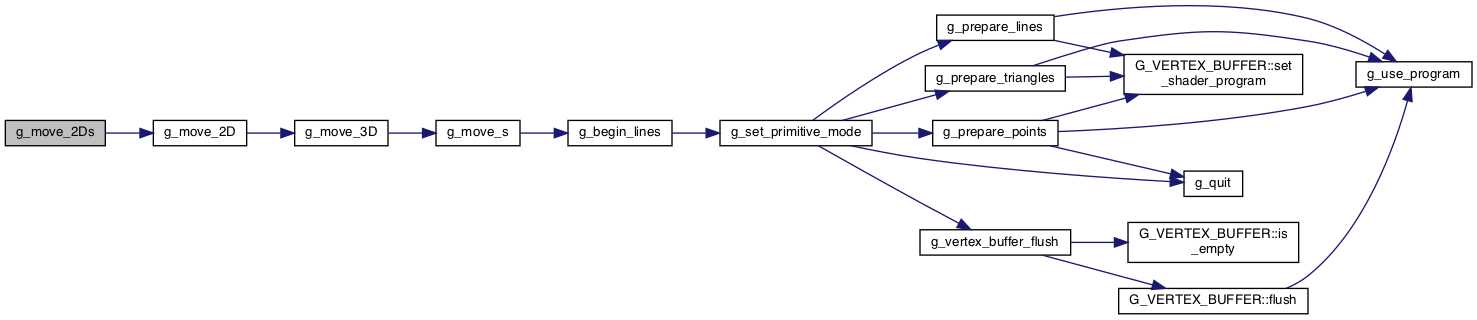 g_move_2Ds
g_move_2D
g_move_3D
g_move_s
g_begin_lines
g_set_primitive_mode
g_prepare_lines
g_prepare_triangles
g_prepare_points
g_vertex_buffer_flush
G_VERTEX_BUFFER::set
_shader_program
g_quit
G_VERTEX_BUFFER::is
_empty
G_VERTEX_BUFFER::flush
g_use_program